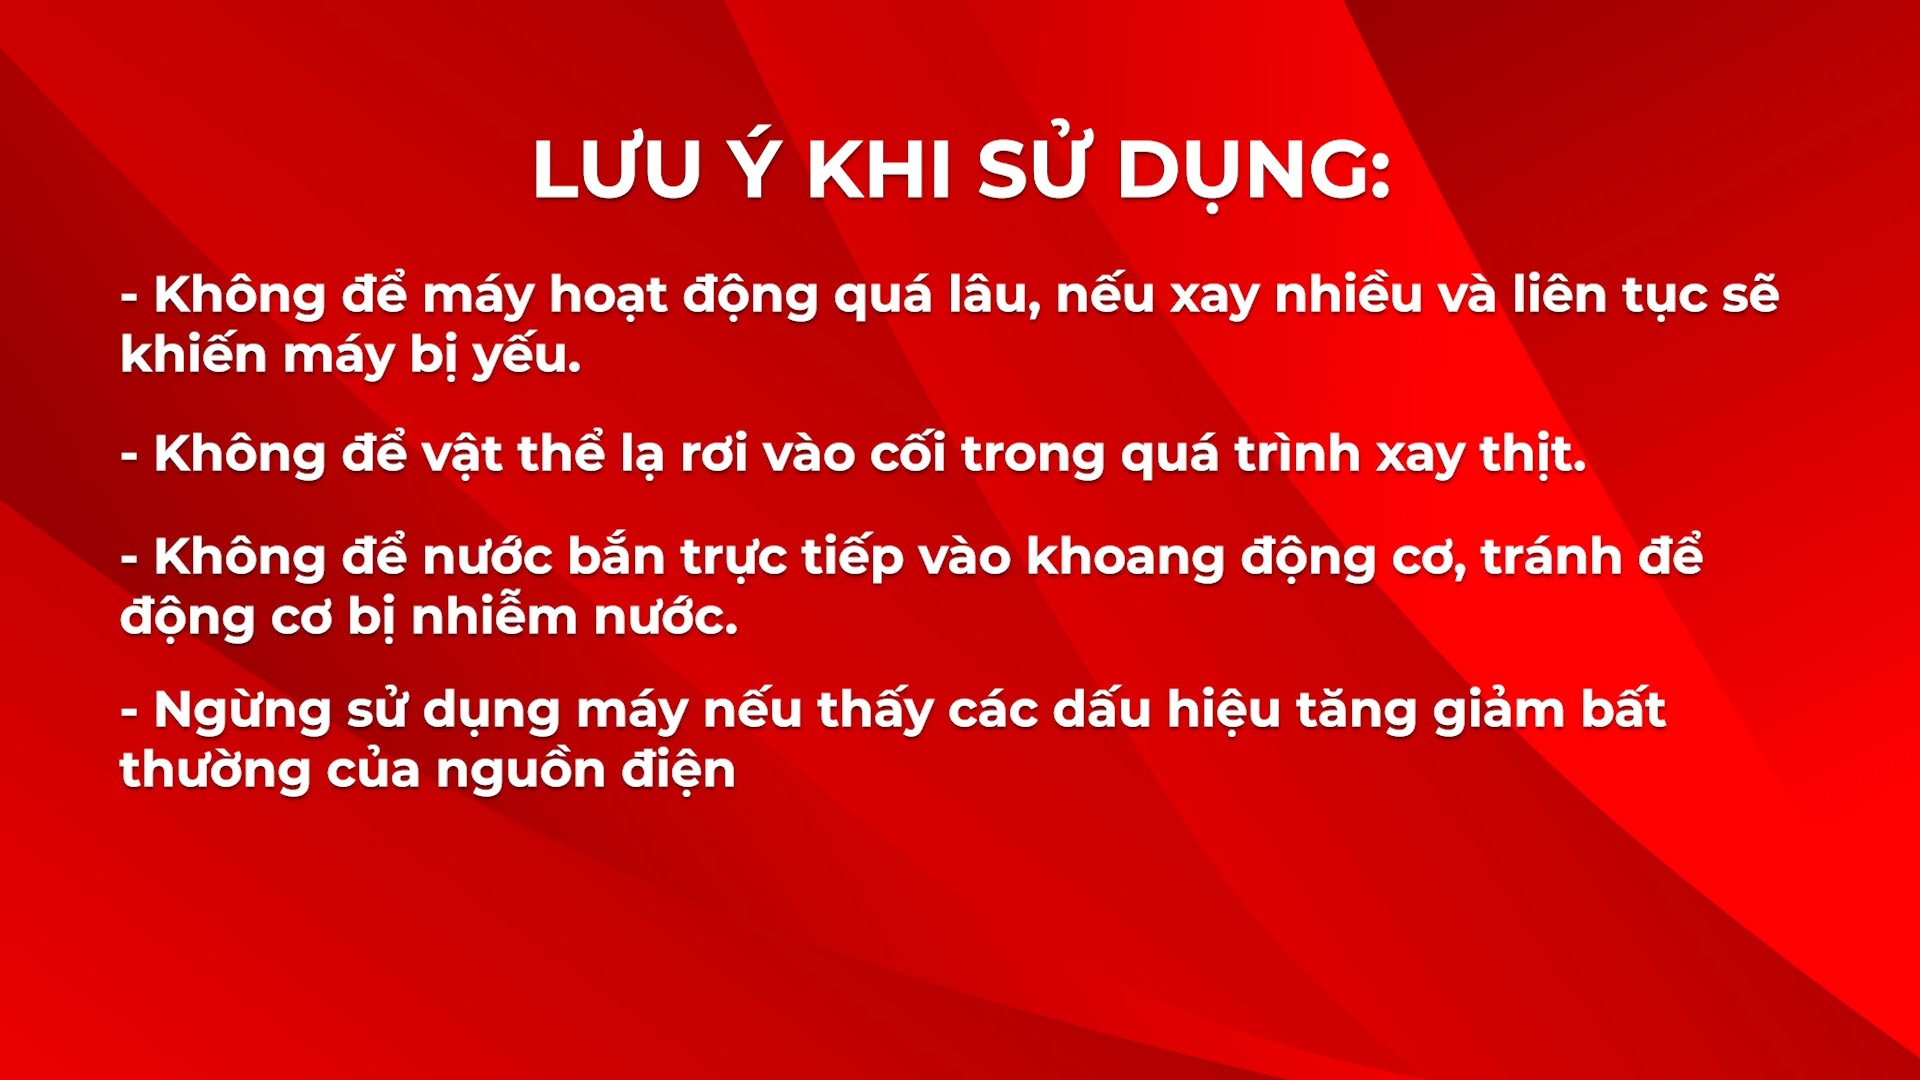 LƯU Ý KHI SỬ DỤNG:
- Không để máy hoạt động quá lâu, nếu xay nhiều và liên tục sẽ
khiến máy bị yếu.
- Không để vật thể lạ rơi vào cối trong quá trình xay thịt.
- Không để nước bắn trực tiếp vào khoang động cơ, tránh để
động cơ bị nhiễm nước.
- Ngừng sử dụng máy nếu thấy các dấu hiệu tăng giảm bất
thường của nguồn điện